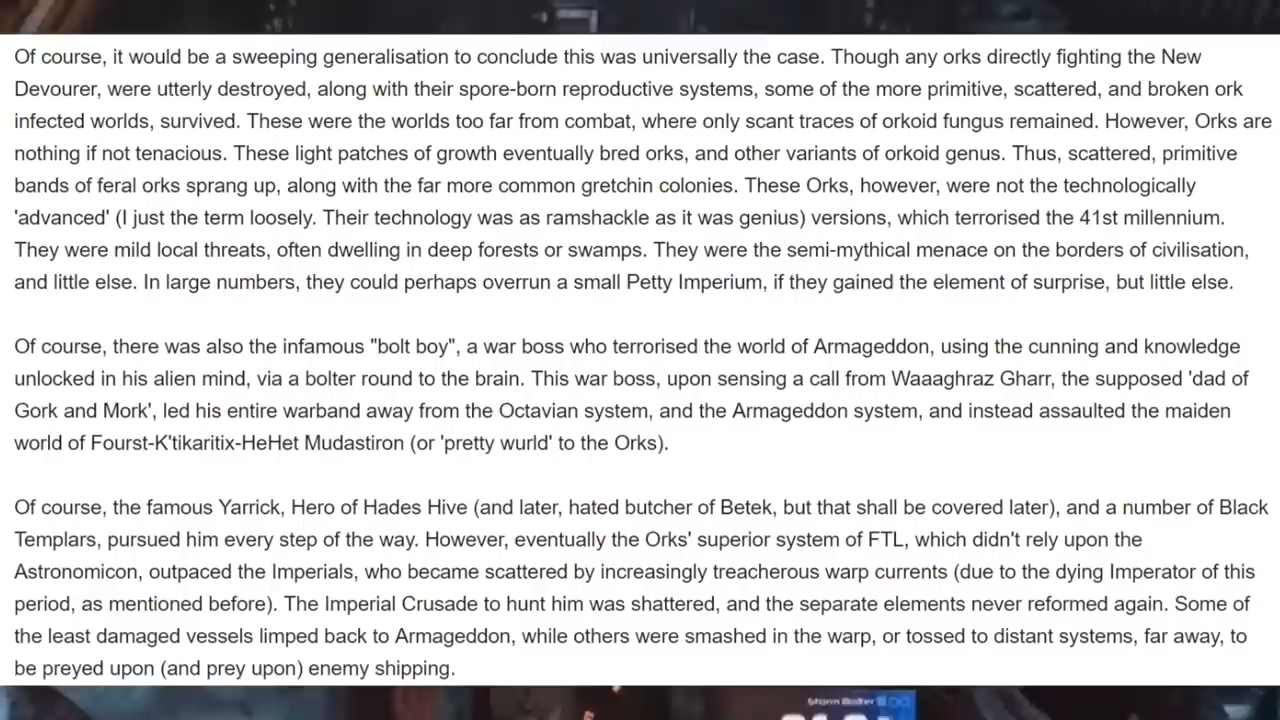 Of course, it would be a sweeping generalisation to conclude this was universally the case. Though any orks directly fighting the New
Devourer, were utterly destroyed, along with their spore-born reproductive systems, some of the more primitive, scattered, and broken ork
infected worlds, survived. These were the worlds too far from combat, where only scant traces of orkoid fungus remained. However, Orks are
nothing if not tenacious. These light patches of growth eventually bred orks, and other variants of orkoid genus. Thus, scattered, primitive
bands of feral orks sprang up, along with the far more common gretchin colonies. These Orks, however, were not the technologically
'advanced' (I just the term loosely. Their technology was as ramshackle as it was genius) versions, which terrorised the 41st millennium.
They were mild local threats, often dwelling in deep forests or swamps. They were the semi-mythical menace on the borders of civilisation,
and little else. In large numbers, they could perhaps overrun a small Petty Imperium, if they gained the element of surprise, but little else.
Of course, there was also the infamous "bolt boy", a war boss who terrorised the world of Armageddon, using the cunning and knowledge
unlocked in his alien mind, via a bolter round to the brain. This war boss, upon sensing a call from Waaaghraz Gharr, the supposed 'dad of
Gork and Mork', led his entire warband away from the Octavian system, and the Armageddon system, and instead assaulted the maiden
world of Fourst-K'tikaritix-HeHet Mudastiron (or 'pretty wurld' to the Orks).
Of course, the famous Yarrick, Hero of Hades Hive (and later, hated butcher of Betek, but that shall be covered later), and a number of Black
Templars, pursued him every step of the way. However, eventually the Orks' superior system of FTL, which didn't rely upon the
Astronomicon, outpaced the Imperials, who became scattered by increasingly treacherous warp currents (due to the dying Imperator of this
period, as mentioned before). The Imperial Crusade to hunt him was shattered, and the separate elements never reformed again. Some of
the least damaged vessels limped back to Armageddon, while others were smashed in the warp, or tossed to distant systems, far away, to
be preyed upon (and prey upon) enemy shipping.
Storm Bolter